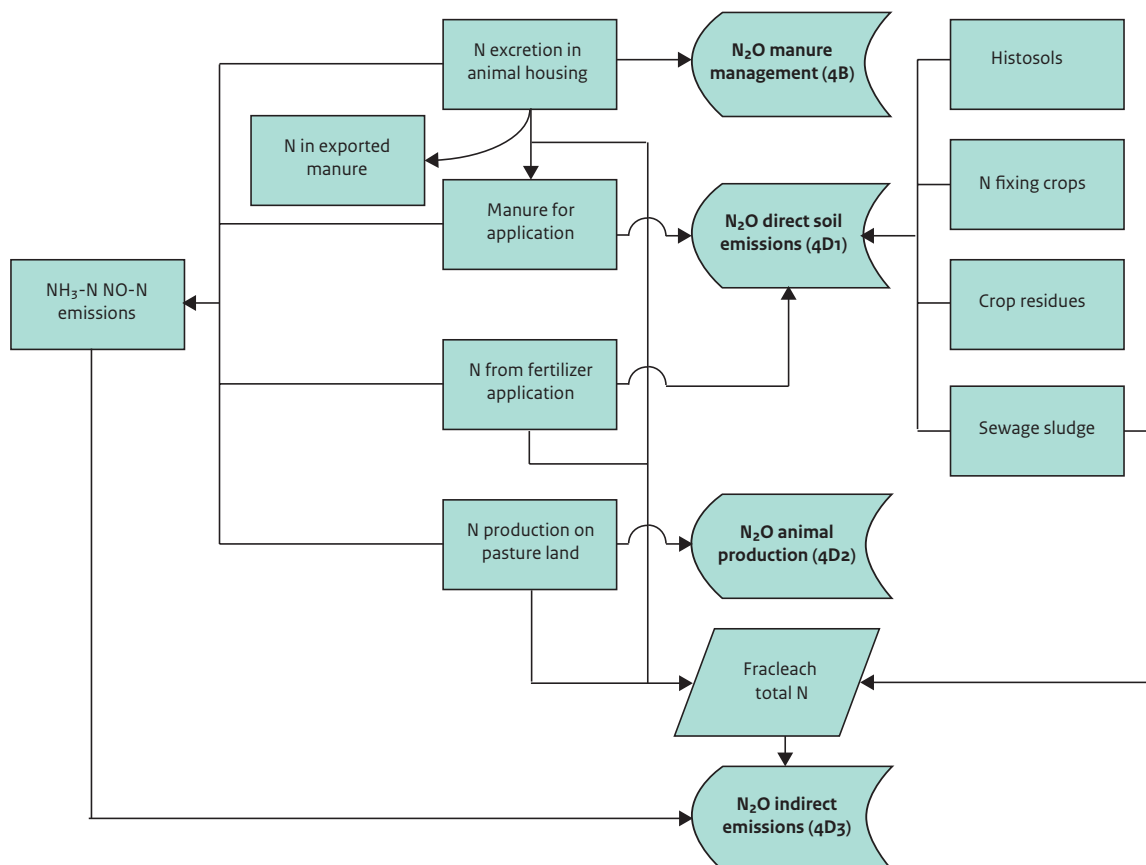 N excretion in
animal housing
N₂O manure
management (4B)
Histosols
N in exported
manure
Manure for
application
N₂O direct soil
emissions (4D1)
N fixing crops
NH₃-N NO-N
emissions
Crop residues
N from fertilizer
application
Sewage sludge
N production on
pasture land
N₂O animal
production (4D2)
Fracleach
total N
N₂O indirect
emissions (4D3)